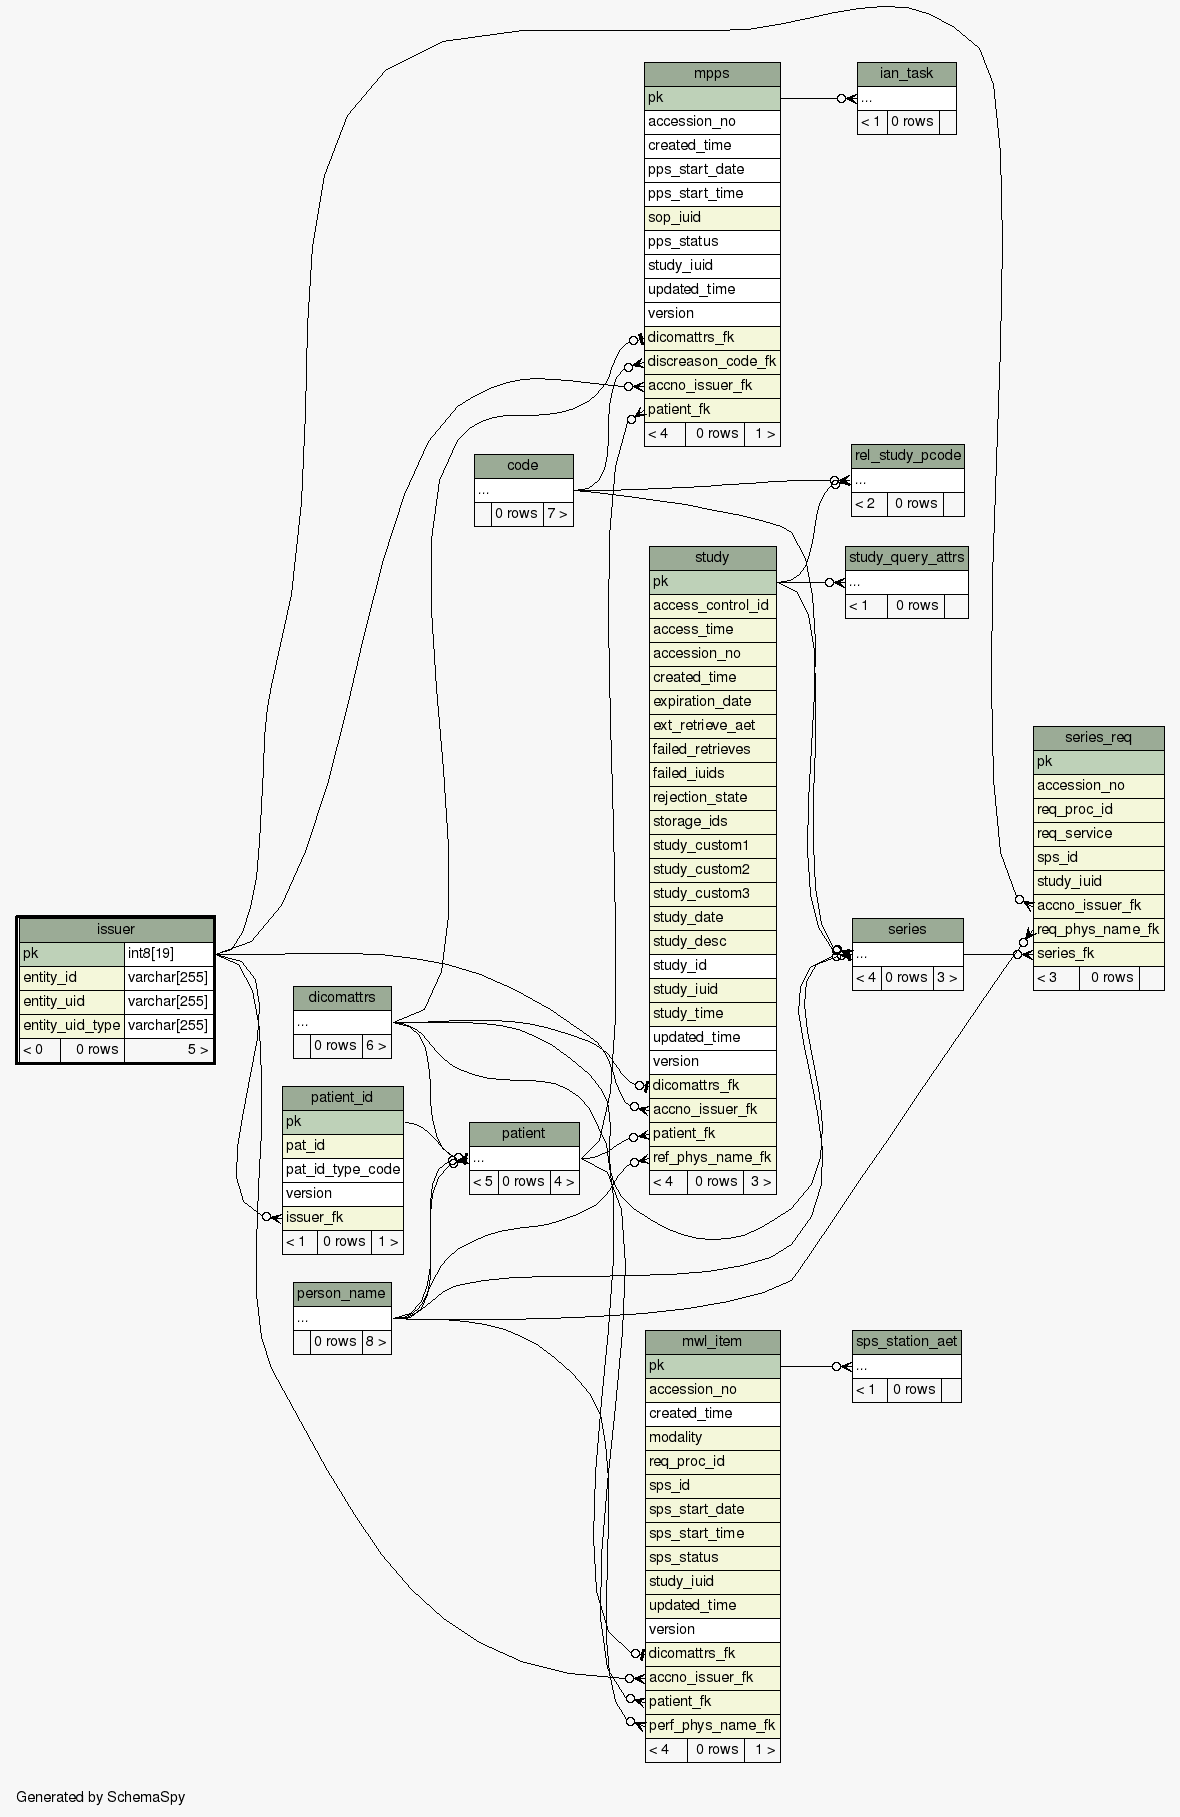 mpps
pk
accession_no
created_time
pps_start_date
pps_start_time
sop_iuid
pps_status
study_iuid
updated_time
version
dicomattrs_fk
discreason_code_fk
accno_issuer_fk
patient_fk
< 4 0 rows 1 >
ian_task
...
< 1 0 rows
code
...
0 rows 7 >
rel_study_pcode
...
< 2 0 rows
study
pk
access_control_id
access_time
accession_no
created_time
expiration_date
ext_retrieve_aet
failed_retrieves
failed_iuids
rejection_state
storage_ids
study_custom1
study_custom2
study_custom3
study_date
study_desc
study_id
study_iuid
study_time
updated_time
version
dicomattrs_fk
accno_issuer_fk
patient_fk
ref_phys_name_fk
< 4 0 rows 3 >
study_query_attrs
...
< 1 0 rows
series_req
pk
accession_no
req_proc_id
req_service
sps_id
study_iuid
accno_issuer_fk
req_phys_name_fk
series_fk
< 3 0 rows
series
...
< 4 0 rows 3 >
issuer
pk int8[19]
entity_id varchar[255]
entity_uid varchar[255]
entity_uid_type varchar[255]
< 0 0 rows 5 >
dicomattrs
...
0 rows 6 >
patient_id
pk
pat_id
pat_id_type_code
version
issuer_fk
< 1 0 rows 1 >
patient
...
< 5 0 rows 4 >
person_name
...
0 rows 8 >
mwl_item
pk
accession_no
created_time
modality
req_proc_id
sps_id
sps_start_date
sps_start_time
sps_status
study_iuid
updated_time
version
dicomattrs_fk
accno_issuer_fk
patient_fk
perf_phys_name_fk
< 4 0 rows 1 >
sps_station_aet
...
< 1 0 rows
Generated by SchemaSpy